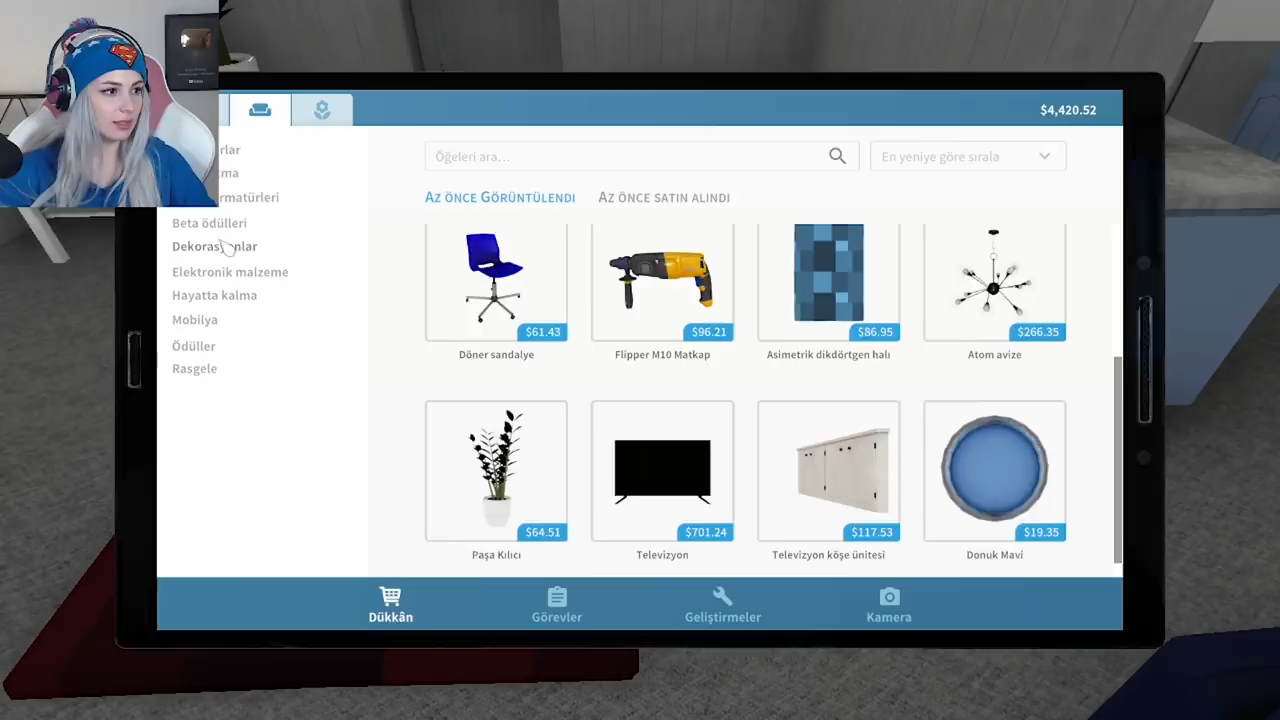 $4,420.52
Öğeleri ara...
En yeniye göre sırala
AZ ÖNCE GÖRÜNTÜLENDİ
AZ ÖNCE SATIN ALINDI
Beta ödülleri
Dekorasyonlar
Elektronik malzeme
Hayatta kalma
Mobilya
Ödüller
Rasgele
$61.43
$96.21
$86.95
$266.35
Döner sandalye
Flipper M10 Matkap
Asimetrik dikdörtgen halı
Atom avize
$64.51
$701.24
$117.53
$19.35
Paşa Kılıcı
Televizyon
Televizyon köşe ünitesi
Donuk Mavi
Dükkân
Görevler
Geliştirmeler
Kamera